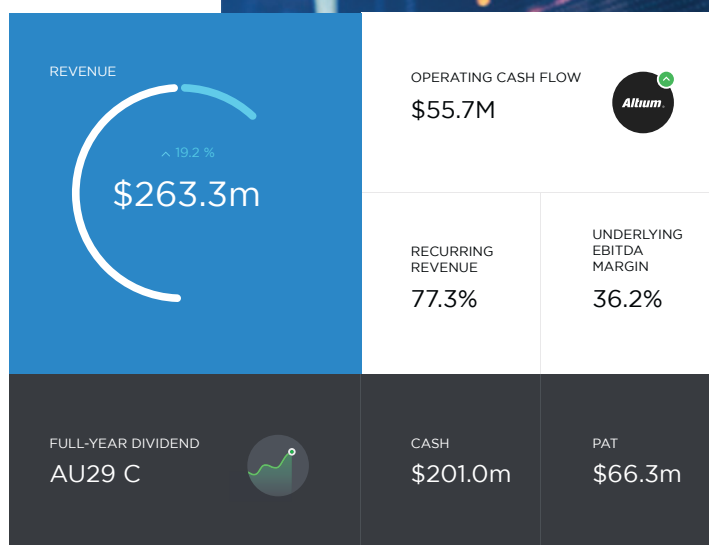 REVENUE
19.2 %
$263.3m
OPERATING CASH FLOW
$55.7M
Altıum.
RECURRING
REVENUE
77.3%
UNDERLYING
EBITDA
MARGIN
36.2%
FULL-YEAR DIVIDEND
AU29 C
CASH
$201.0m
PAT
$66.3m